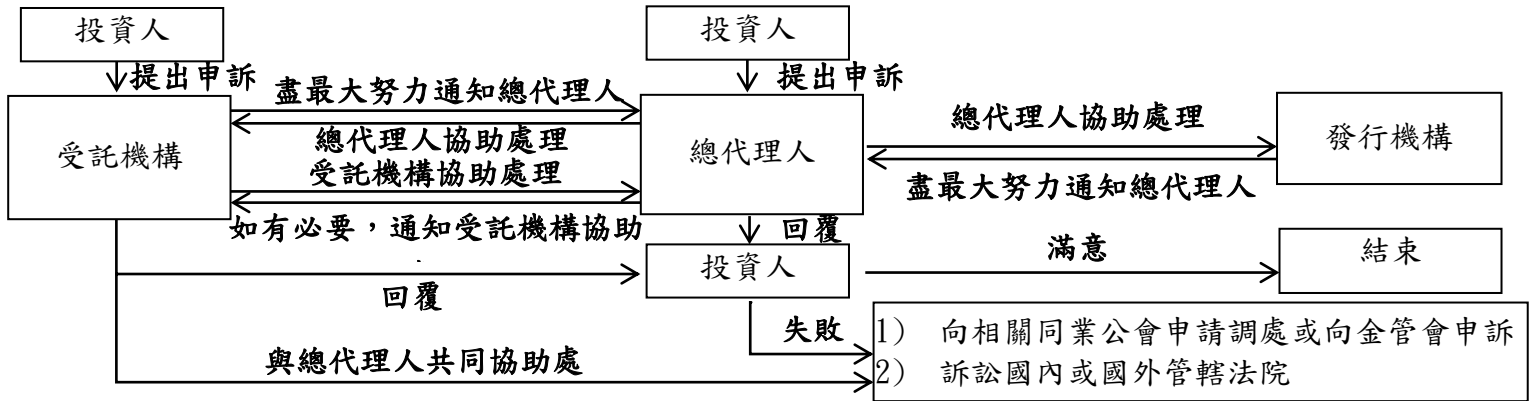 投資人
投資人
提出申訴
提出申訴
盡最大努力通知總代理人
總代理人協助處理
受託機構協助處理
如有必要，通知受託機構協助
受託機構
總代理人
總代理人協助處理
盡最大努力通知總代理人
發行機構
回覆
投資人
滿意
結束
回覆
失敗
1) 向相關同業公會申請調處或向金管會申訴
2) 訴訟國內或國外管轄法院
與總代理人共同協助處